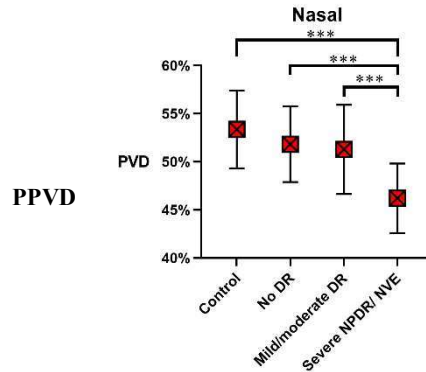 Nasal
***
***
***
60%
55%
50%
45%
40%
PVD
PPVD
Control
No DR
Mild/moderate DR
Severe NPDR/ NVE